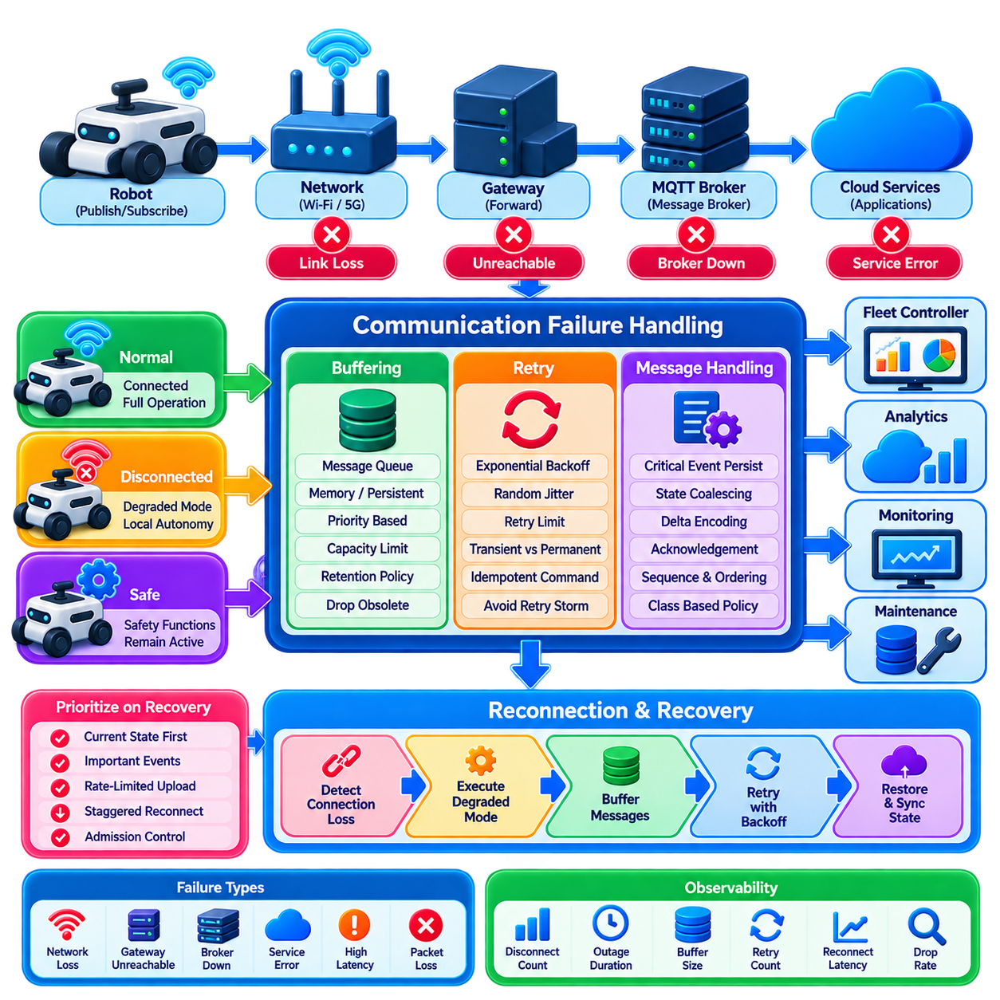 Robot
(Publish/Subscribe)
Network
(Wi-Fi / 5G)
Gateway
(Forward)
MQTT Broker
(Message Broker)
Cloud Services
(Applications)
Link Loss
Unreachable
Broker Down
Service Error
Normal
Connected
Full Operation
Disconnected
Degraded Mode
Local Autonomy
Safe
Safety Functions
Remain Active
Communication Failure Handling
Buffering
Message Queue
Memory / Persistent
Priority Based
Capacity Limit
Retention Policy
Drop Obsolete
Retry
Exponential Backoff
Random Jitter
Retry Limit
Transient vs Permanent
Idempotent Command
Avoid Retry Storm
Message Handling
Critical Event Persist
State Coalescing
Delta Encoding
Acknowledgement
Sequence & Ordering
Class Based Policy
Fleet Controller
Analytics
Monitoring
Maintenance
Prioritize on Recovery
Current State First
Important Events
Rate-Limited Upload
Staggered Reconnect
Admission Control
Reconnection & Recovery
Detect
Connection
Loss
Execute
Degraded
Mode
Buffer
Messages
Retry
with
Backoff
Restore
& Sync
State
Failure Types
Network
Loss
Gateway
Unreachable
Broker
Down
Service
Error
High
Latency
Packet
Loss
Observability
Disconnect
Count
Outage
Duration
Buffer
Size
Retry
Count
Reconnect
Latency
Drop
Rate